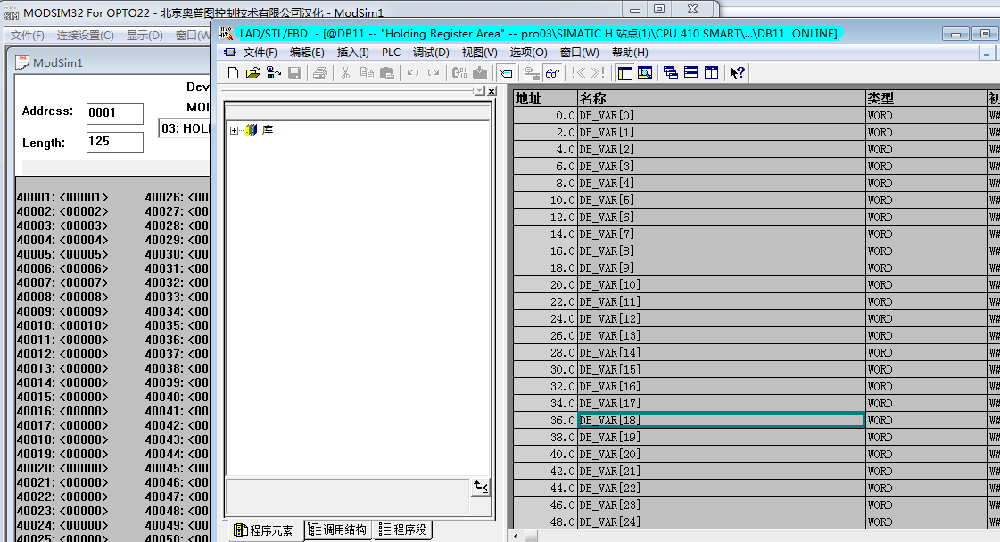 MODSIM32 For OPTO22 - 北京奥普图控制技术有限公司汉化 - ModSim1
文件(F) 连接设置(C) 显示(D) 窗口(W
ModSim1
Dev
Address: 0001
MOD
03: HOL
Length: 125
40001: <00001> 40026: <00
40002: <00002> 40027: <00
40003: <00003> 40028: <00
40004: <00004> 40029: <00
40005: <00005> 40030: <00
40006: <00006> 40031: <00
40007: <00007> 40032: <00
40008: <00008> 40033: <00
40009: <00009> 40034: <00
40010: <00010> 40035: <00
40011: <00000> 40036: <00
40012: <00000> 40037: <00
40013: <00000> 40038: <00
40014: <00000> 40039: <00
40015: <00000> 40040: <00
40016: <00000> 40041: <00
40017: <00000> 40042: <00
40018: <00000> 40043: <00
40019: <00000> 40044: <00
40020: <00000> 40045: <00
40021: <00000> 40046: <00
40022: <00000> 40047: <00
40023: <00000> 40048: <00
40024: <00000> 40049: <00
40025: <00000> 40050: <00
LAD/STL/FBD - [@DB11 -- "Holding Register Area" -- pro03\SIMATIC H 站点(1)\CPU 410 SMART\...\DB11 ONLINE]
文件(F) 编辑(E) 插入(I) PLC 调试(D) 视图(V) 选项(O) 窗口(W) 帮助(H)
库
程序元素 调用结构 程序段
地址 名称 类型 初
0.0 DB_VAR[0] WORD W#
2.0 DB_VAR[1] WORD W#
4.0 DB_VAR[2] WORD W#
6.0 DB_VAR[3] WORD W#
8.0 DB_VAR[4] WORD W#
10.0 DB_VAR[5] WORD W#
12.0 DB_VAR[6] WORD W#
14.0 DB_VAR[7] WORD W#
16.0 DB_VAR[8] WORD W#
18.0 DB_VAR[9] WORD W#
20.0 DB_VAR[10] WORD W#
22.0 DB_VAR[11] WORD W#
24.0 DB_VAR[12] WORD W#
26.0 DB_VAR[13] WORD W#
28.0 DB_VAR[14] WORD W#
30.0 DB_VAR[15] WORD W#
32.0 DB_VAR[16] WORD W#
34.0 DB_VAR[17] WORD W#
36.0 DB_VAR[18] WORD W#
38.0 DB_VAR[19] WORD W#
40.0 DB_VAR[20] WORD W#
42.0 DB_VAR[21] WORD W#
44.0 DB_VAR[22] WORD W#
46.0 DB_VAR[23] WORD W#
48.0 DB_VAR[24] WORD W#